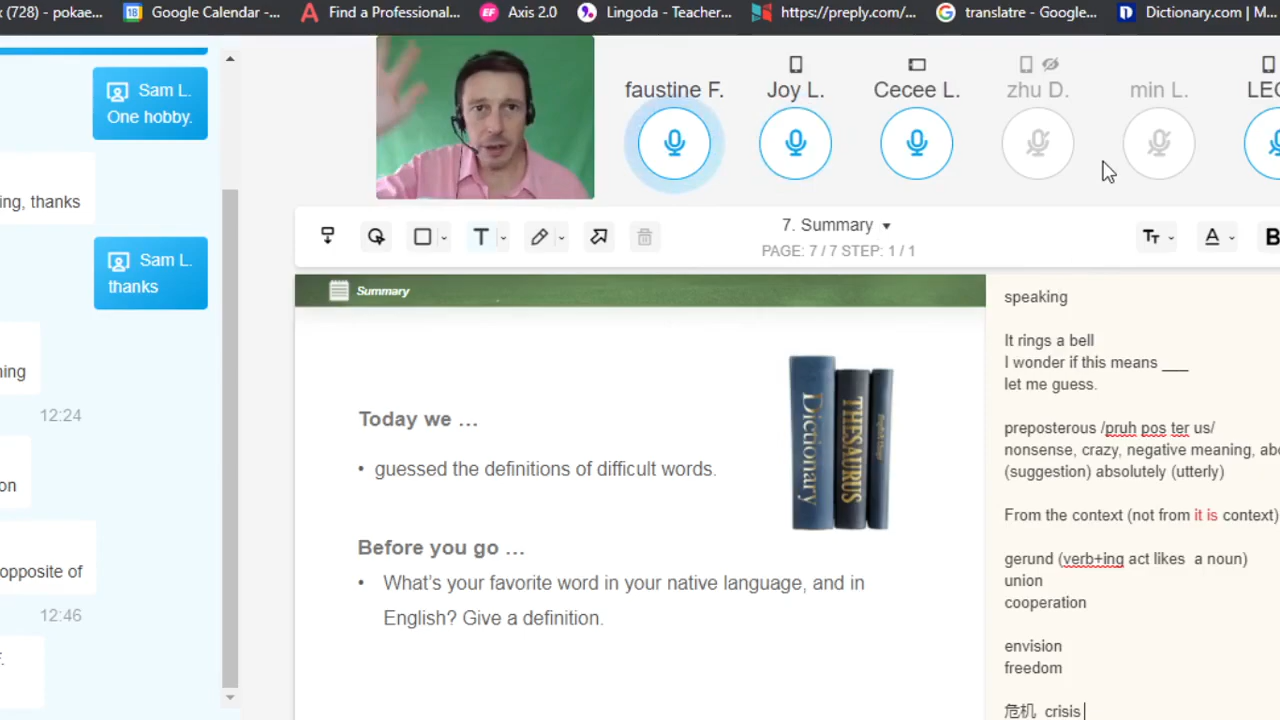 (728) - pokae...
Google Calendar -...
Find a Professional...
Axis 2.0
Lingoda - Teacher...
https://preply.com/...
translatre - Google...
Dictionary.com | M...
Sam L.
One hobby.
ing, thanks
Sam L.
thanks
ning
12:24
on
opposite of
12:46
faustine F.
Joy L.
Cecee L.
zhu D.
min L.
7. Summary
PAGE: 7 / 7 STEP: 1 / 1
Summary
Today we …
• guessed the definitions of difficult words.
Before you go …
• What's your favorite word in your native language, and in
English? Give a definition.
Dictionary
THESAURUS
speaking
It rings a bell
I wonder if this means ___
let me guess.
preposterous /pruh pos ter us/
nonsense, crazy, negative meaning, abo
(suggestion) absolutely (utterly)
From the context (not from it is context)
gerund (verb+ing act likes a noun)
union
cooperation
envision
freedom
危机 crisis